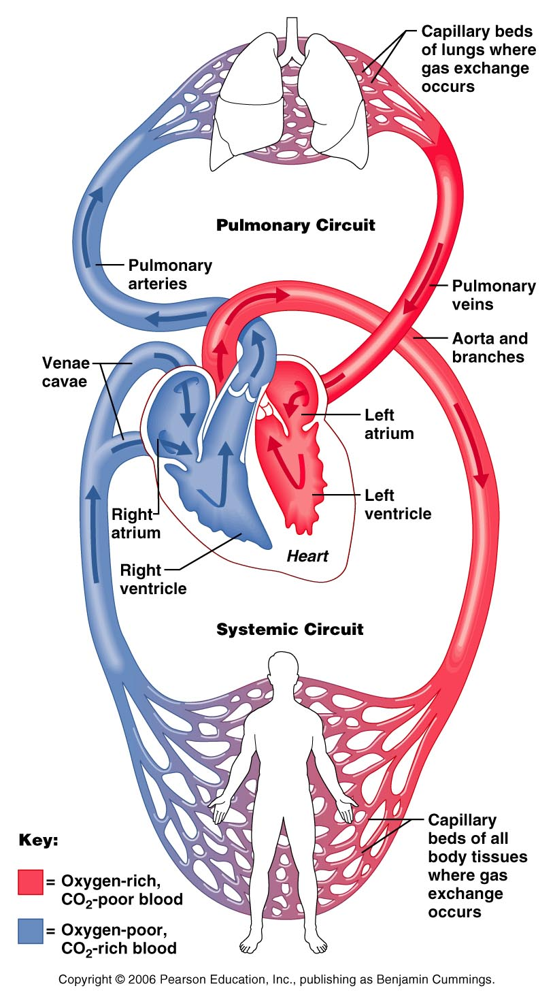 Capillary beds
of lungs where
gas exchange
occurs
Pulmonary Circuit
Pulmonary
arteries
Pulmonary
veins
Aorta and
branches
Venae
cavae
Left
atrium
Left
ventricle
Right
atrium
Right
ventricle
Heart
Systemic Circuit
Capillary
beds of all
body tissues
where gas
exchange
occurs
Key:
= Oxygen-rich,
CO₂-poor blood
= Oxygen-poor,
CO₂-rich blood
Copyright © 2006 Pearson Education, Inc., publishing as Benjamin Cummings.